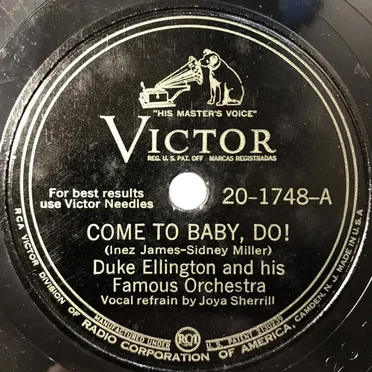 "HIS MASTER'S VOICE"
VICTOR
REG. U. S. PAT. OFF MARCAS REGISTRADAS
For best results
use Victor Needles
20-1748-A
COME TO BABY, DO!
(Inez James-Sidney Miller)
Duke Ellington and his
Famous Orchestra
Vocal refrain by Joya Sherrill
MANUFACTURED UNDER
RCA
U. S. PATENT
RCA VICTOR DIVISION OF RADIO CORPORATION OF AMERICA, CAMDEN, N. J. MADE IN U. S. A.